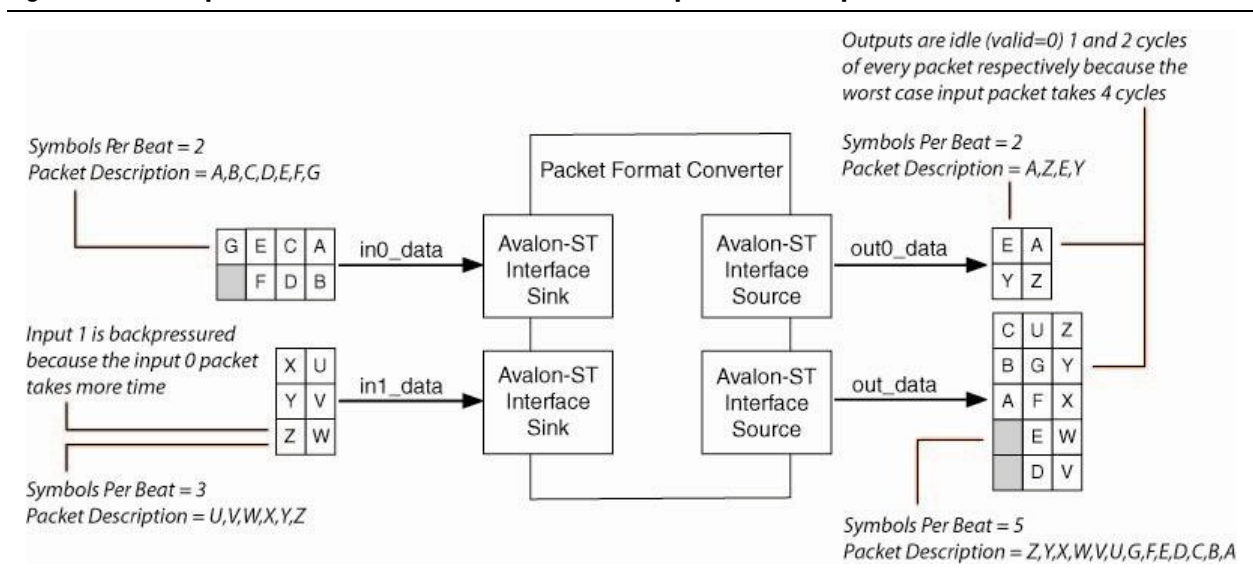 Outputs are idle (valid=0) 1 and 2 cycles
of every packet respectively because the
worst case input packet takes 4 cycles
Symbols Per Beat = 2
Packet Description = A,B,C,D,E,F,G
Packet Format Converter
Symbols Per Beat = 2
Packet Description = A,Z,E,Y
G E C A
F D B
in0_data
Avalon-ST
Interface
Sink
Avalon-ST
Interface
Source
out0_data
E A
Y Z
Input 1 is backpressured
because the input 0 packet
takes more time
X U
Y V
Z W
in1_data
Avalon-ST
Interface
Sink
Avalon-ST
Interface
Source
out_data
C U Z
B G Y
A F X
E W
D V
Symbols Per Beat = 3
Packet Description = U,V,W,X,Y,Z
Symbols Per Beat = 5
Packet Description = Z,Y,X,W,V,U,G,F,E,D,C,B,A